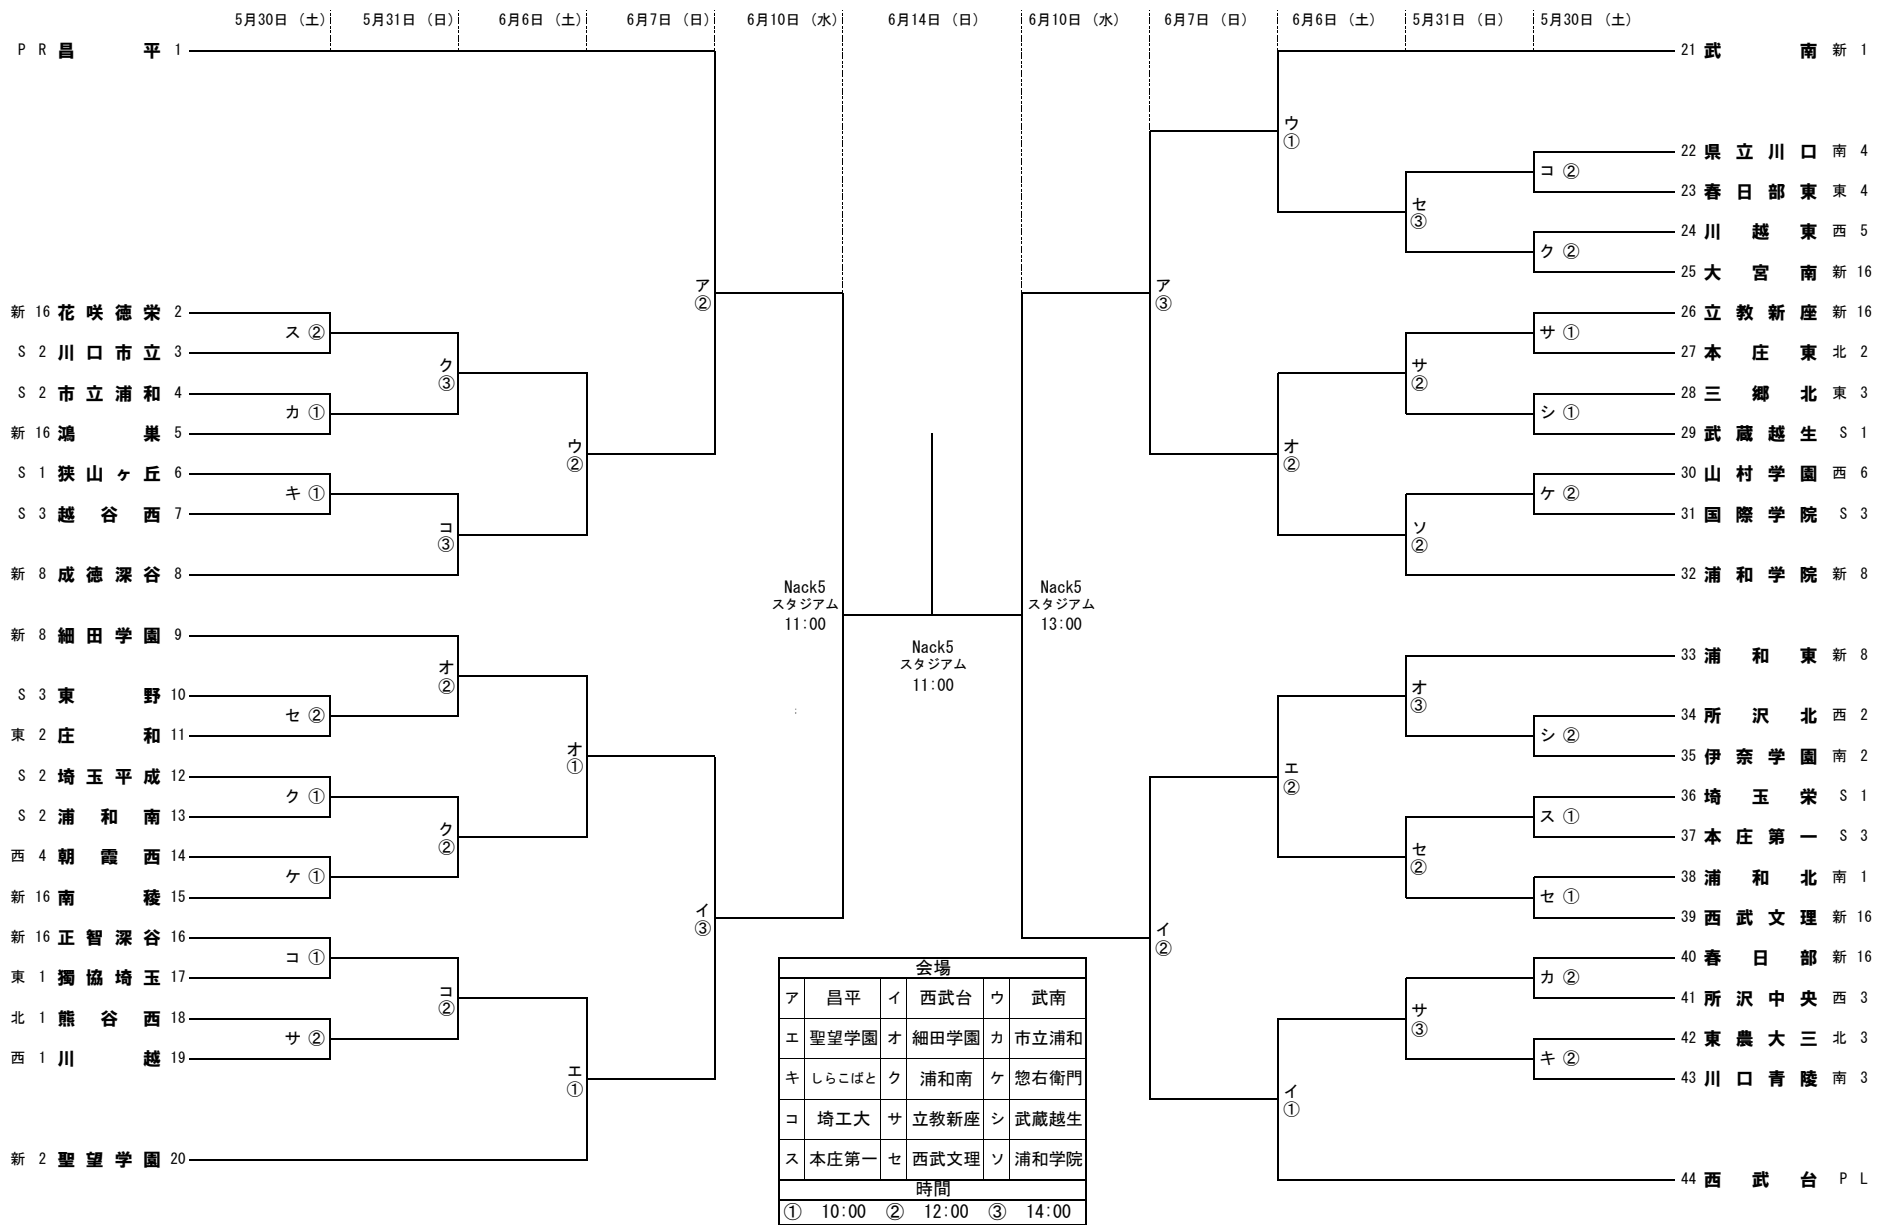 5月30日（土） 5月31日（日） 6月6日（土） 6月7日（日） 6月10日（水） 6月14日（日） 6月10日（水） 6月7日（日） 6月6日（土） 5月31日（日） 5月30日（土）
P R 昌平 1
新 16 花咲徳栄 2
S 2 川口市立 3
S 2 市立浦和 4
新 16 鴻巣 5
S 1 狭山ヶ丘 6
S 3 越谷西 7
新 8 成徳深谷 8
新 8 細田学園 9
S 3 東野 10
東 2 庄和 11
S 2 埼玉平成 12
S 2 浦和南 13
西 4 朝霞西 14
新 16 南稜 15
新 16 正智深谷 16
東 1 獨協埼玉 17
北 1 熊谷西 18
西 1 川越 19
新 2 聖望学園 20
ス ②
カ ①
キ ①
セ ②
ク ①
ケ ①
コ ①
サ ②
ク ③
コ ③
オ ②
ク ②
コ ②
ウ ②
オ ①
エ ①
ア ②
イ ③
Nack5
スタジアム
11:00
Nack5
スタジアム
11:00
Nack5
スタジアム
13:00
ア ③
イ ②
ウ ①
オ ②
エ ②
イ ①
セ ③
サ ②
ソ ②
オ ③
セ ②
サ ③
コ ②
ク ②
サ ①
シ ①
ケ ②
シ ②
ス ①
セ ①
カ ②
キ ②
21 武南 新 1
22 県立川口 南 4
23 春日部東 東 4
24 川越東 西 5
25 大宮南 新 16
26 立教新座 新 16
27 本庄東 北 2
28 三郷北 東 3
29 武蔵越生 S 1
30 山村学園 西 6
31 国際学院 S 3
32 浦和学院 新 8
33 浦和東 新 8
34 所沢北 西 2
35 伊奈学園 南 2
36 埼玉栄 S 1
37 本庄第一 S 3
38 浦和北 南 1
39 西武文理 新 16
40 春日部 新 16
41 所沢中央 西 3
42 東農大三 北 3
43 川口青陵 南 3
44 西武台 P L
会場
ア 昌平 イ 西武台 ウ 武南
エ 聖望学園 オ 細田学園 カ 市立浦和
キ しらこばと ク 浦和南 ケ 惣右衛門
コ 埼工大 サ 立教新座 シ 武蔵越生
ス 本庄第一 セ 西武文理 ソ 浦和学院
時間
① 10:00 ② 12:00 ③ 14:00